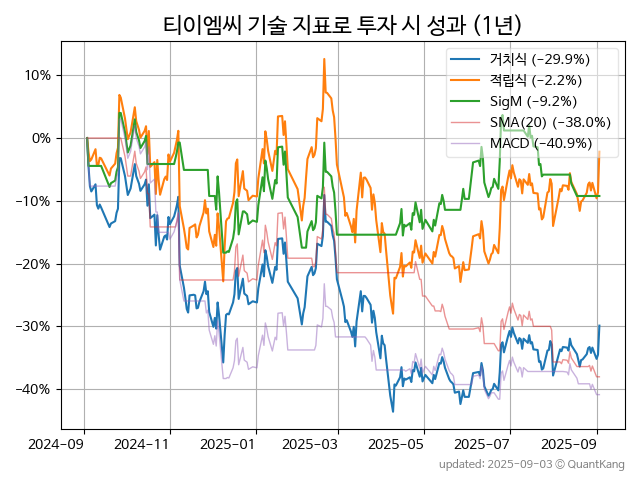 티이엠씨 기술 지표로 투자 시 성과 (1년)
거치식 (−29.9%)
적립식 (−2.2%)
SigM (−9.2%)
SMA(20) (−38.0%)
MACD (−40.9%)
10%
0%
−10%
−20%
−30%
−40%
2024−09
2024−11
2025−01
2025−03
2025−05
2025−07
2025−09
updated: 2025−09−03 ⓒ QuantKang